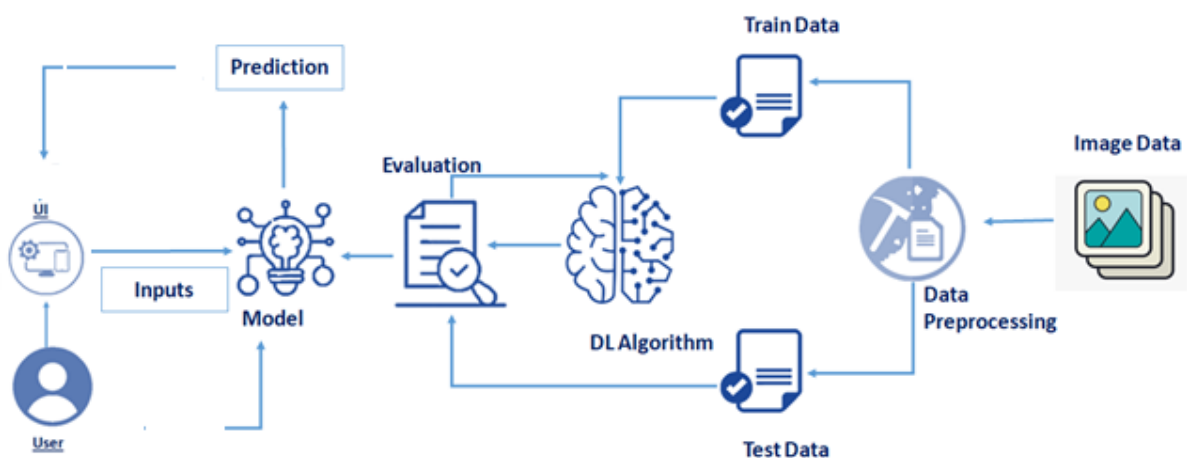 Train Data
Prediction
Image Data
Evaluation
UI
Inputs
Model
Data
Preprocessing
DL Algorithm
User
Test Data